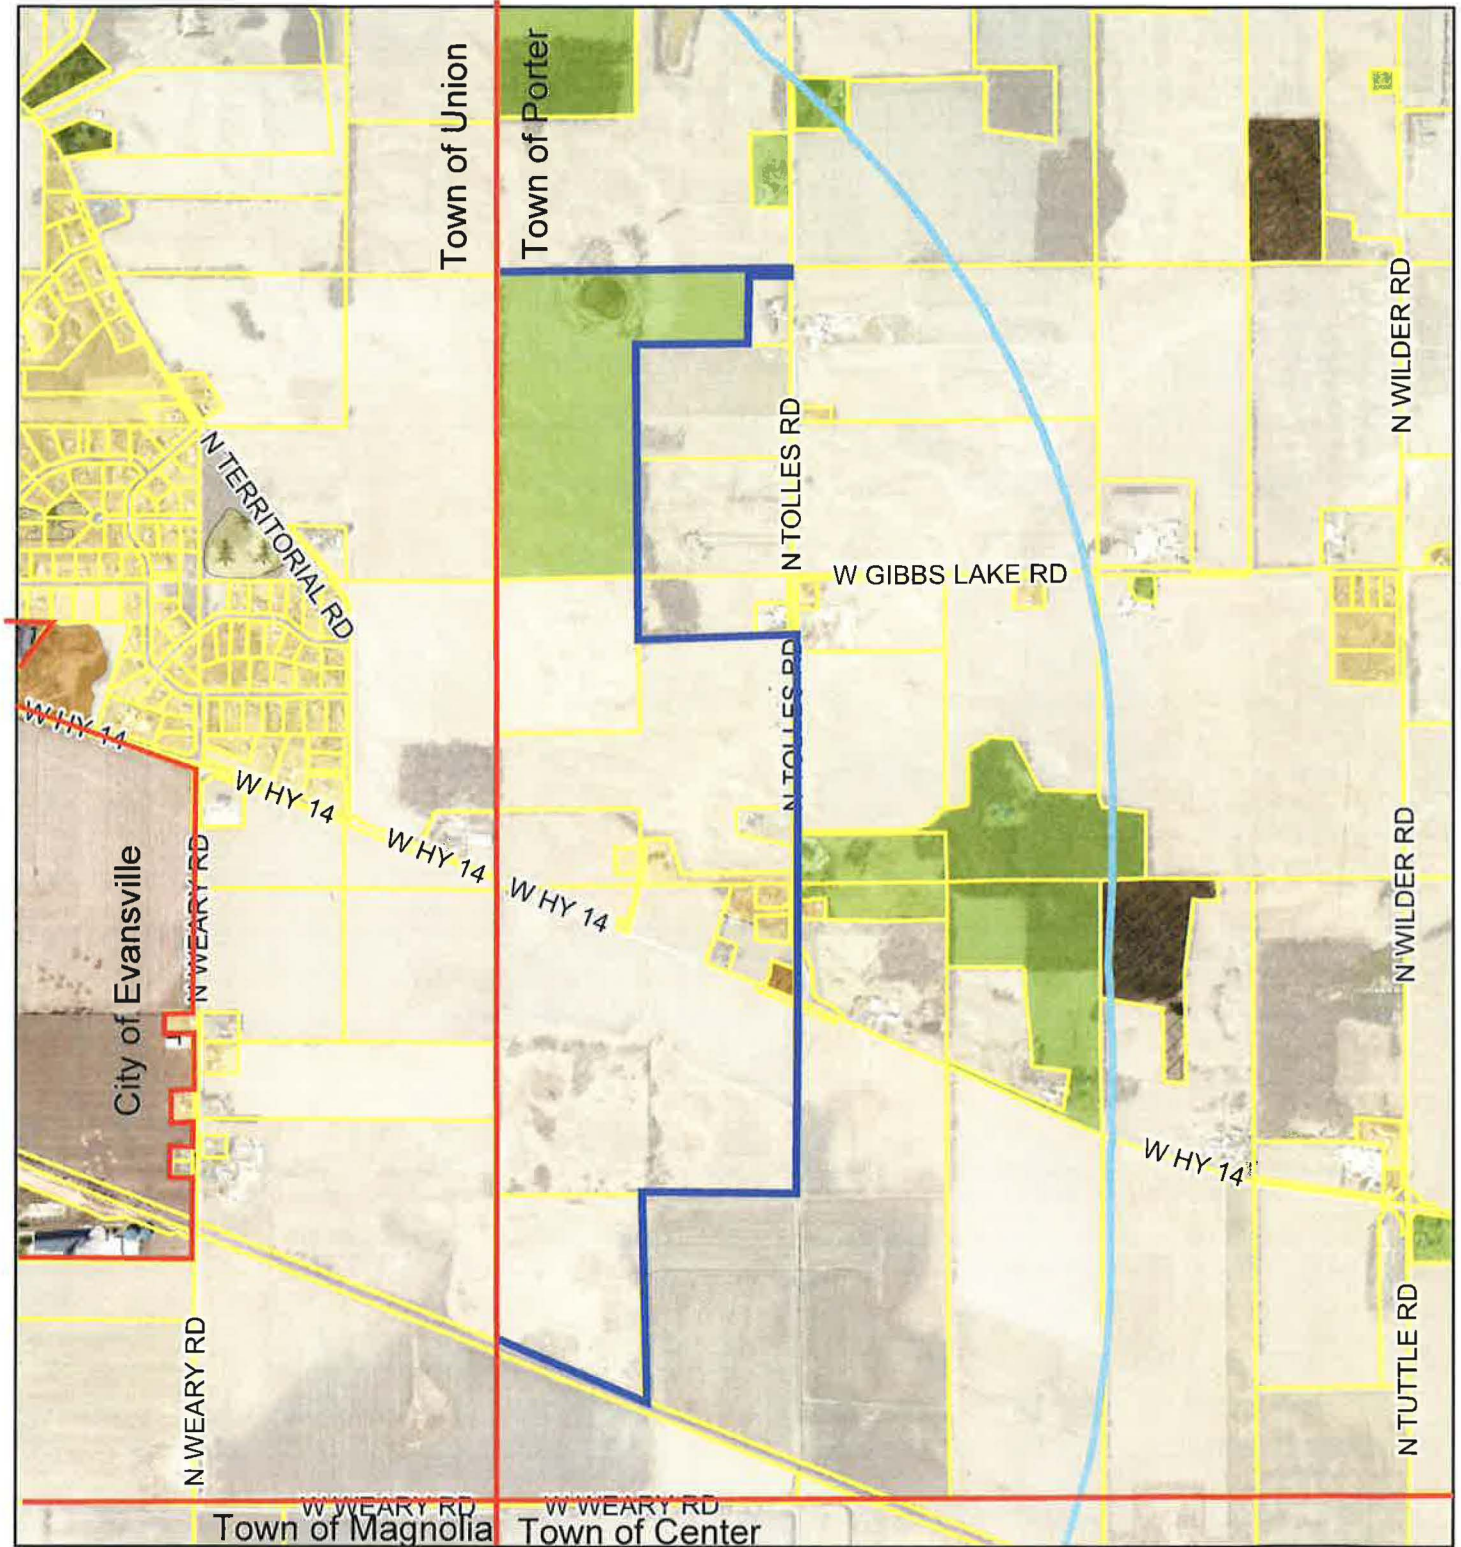 Town of Union
Town of Porter
N WILDER RD
N TOLLES RD
N TERRITORIAL RD
W GIBBS LAKE RD
N TOLLES RD
W HY 14
W HY 14
W HY 14
W HY 14
City of Evansville
N WEARY RD
N WILDER RD
W HY 14
N WEARY RD
N TUTTLE RD
W WEARY RD
W WEARY RD
Town of Magnolia
Town of Center